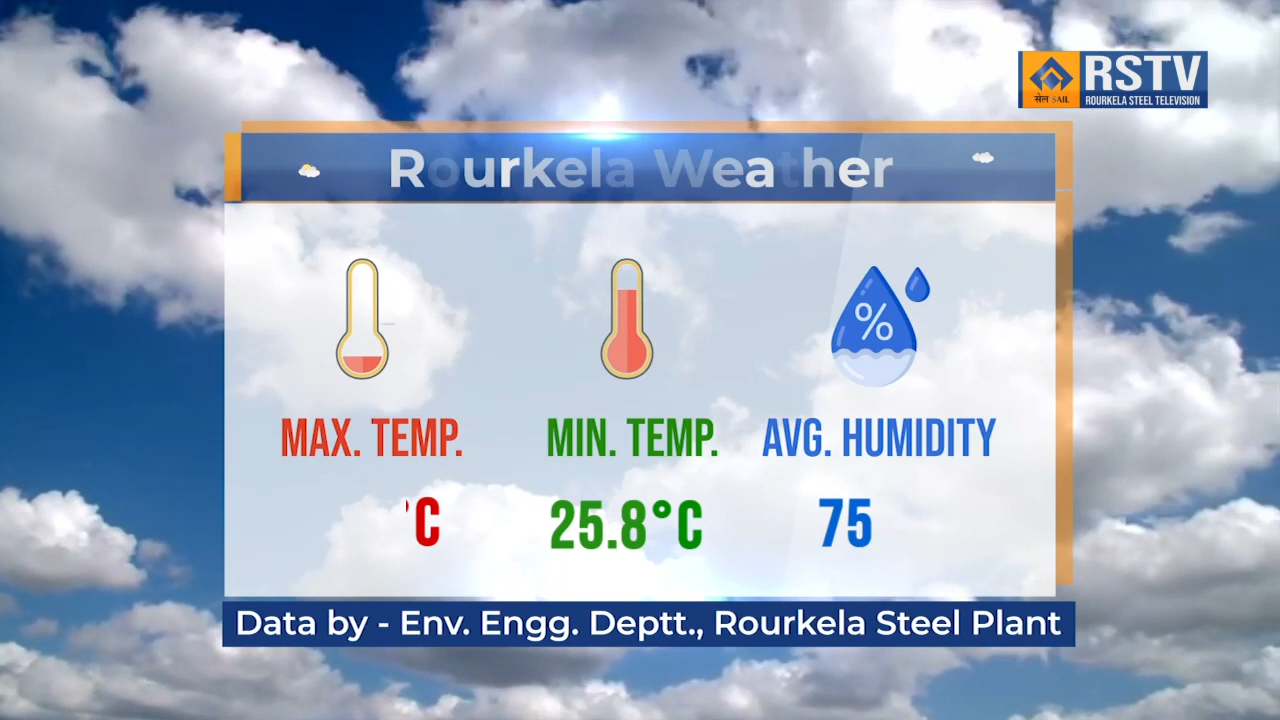 RSTV
सेल SAIL
ROURKELA STEEL TELEVISION
Rourkela Weather
%
MAX. TEMP.
MIN. TEMP.
AVG. HUMIDITY
°C
25.8°C
75
Data by - Env. Engg. Deptt., Rourkela Steel Plant